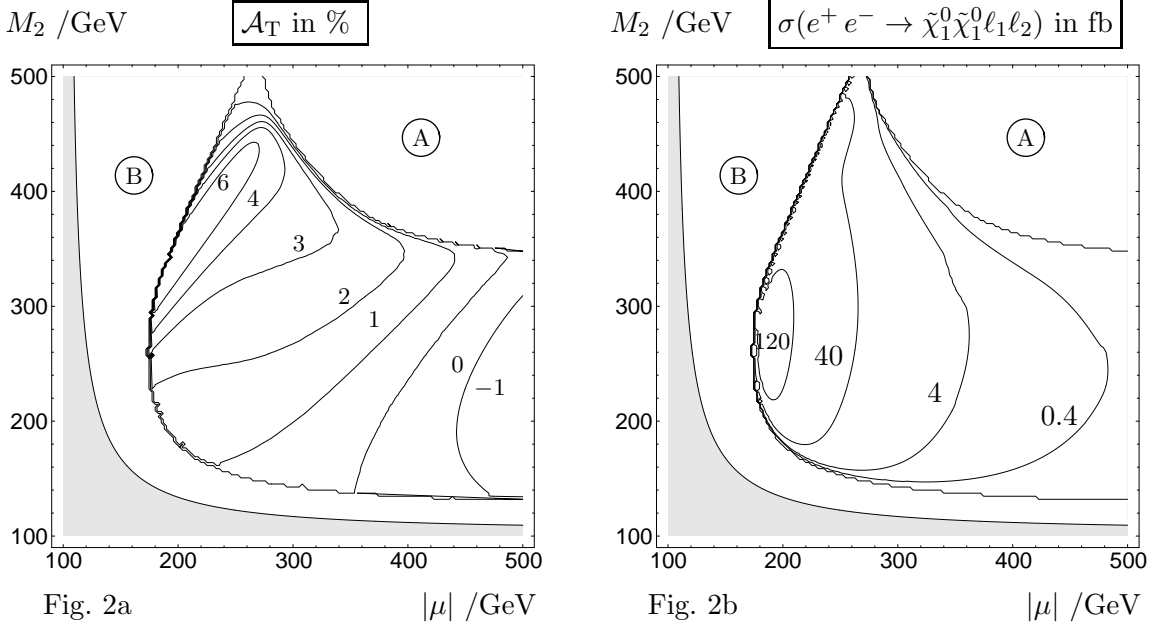 M₂ /GeV
𝒜_T in %
500
400
300
200
100
A
B
6
4
3
2
1
0
−1
100 200 300 400 500
Fig. 2a
|μ| /GeV
M₂ /GeV
σ(e⁺ e⁻ → χ̃⁰₁χ̃⁰₁ℓ₁ℓ₂) in fb
500
400
300
200
100
A
B
120
40
4
0.4
100 200 300 400 500
Fig. 2b
|μ| /GeV